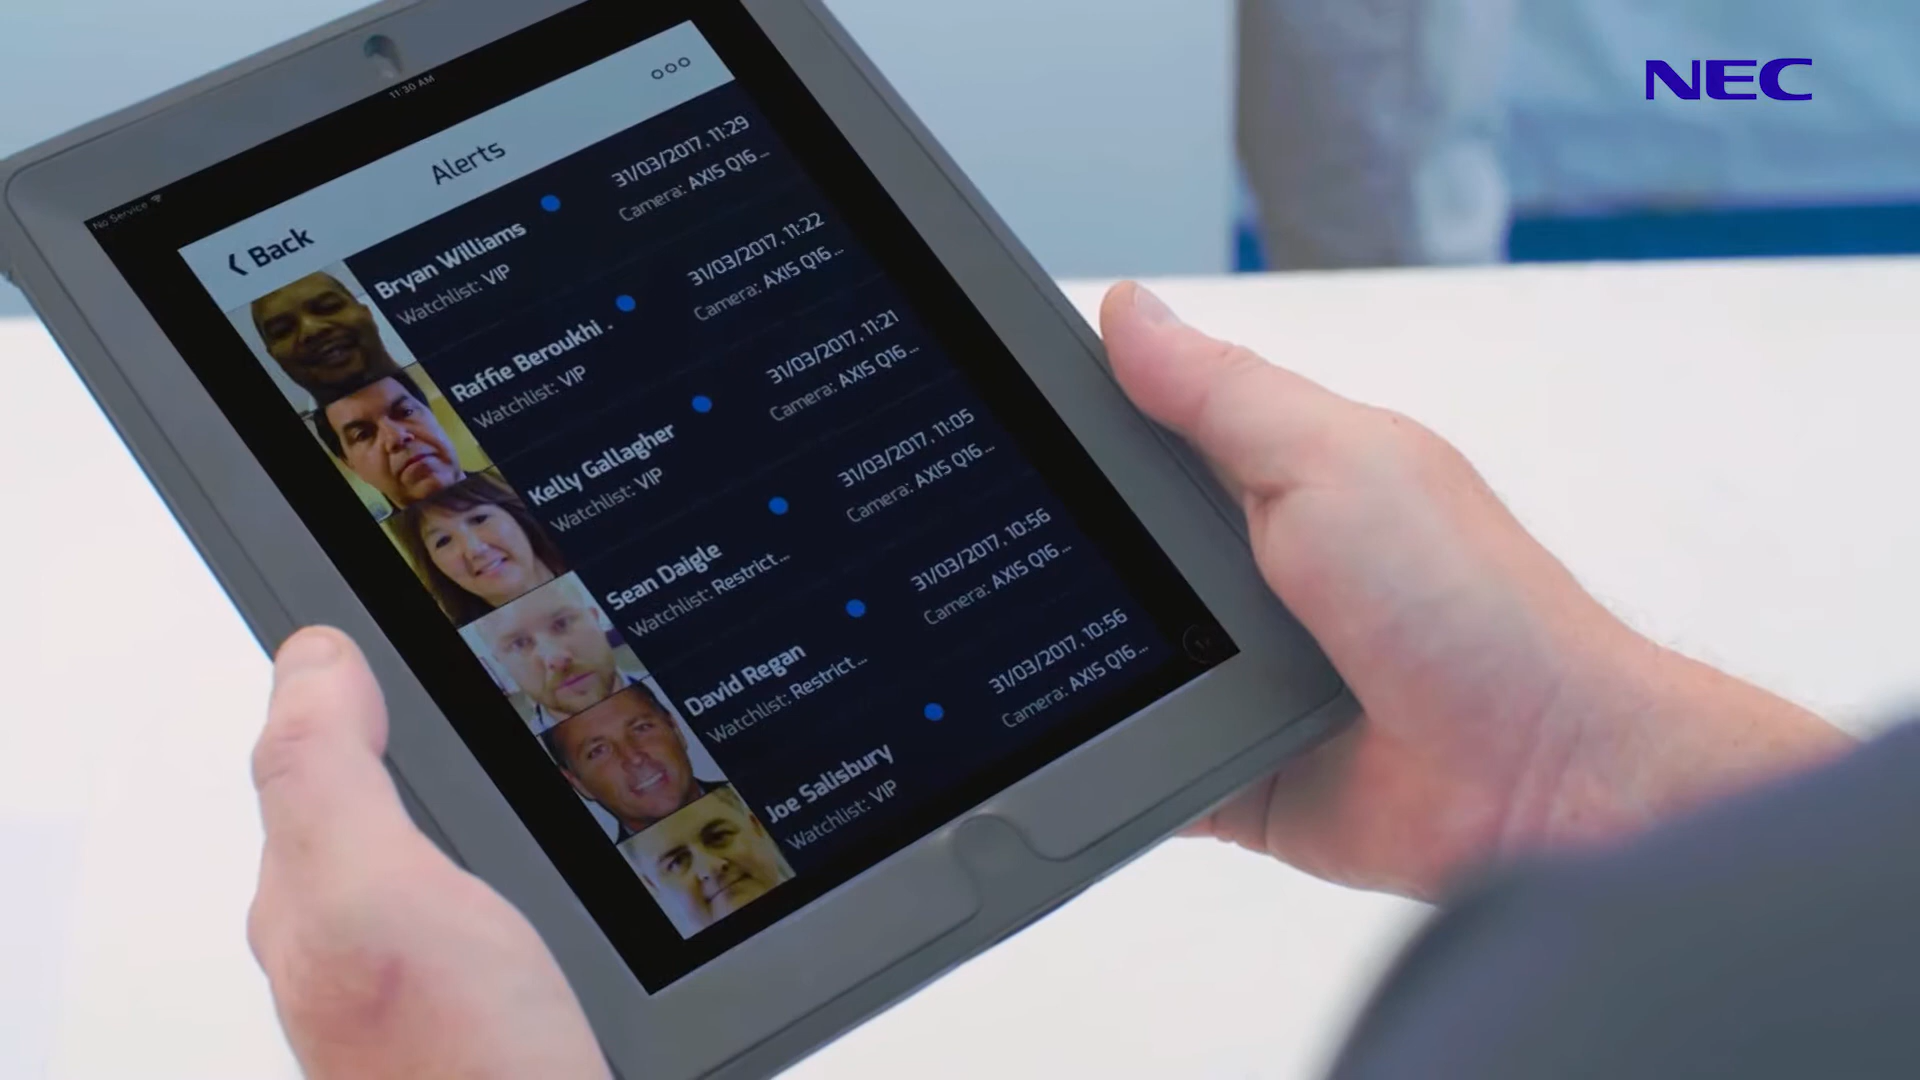 NEC
11:30 AM
No Service
Back
Alerts
ooo
Bryan Williams
31/03/2017, 11:29
Watchlist: VIP
Camera: AXIS Q16...
Raffie Beroukhi .
31/03/2017, 11:22
Watchlist: VIP
Camera: AXIS Q16...
Kelly Gallagher
31/03/2017, 11:21
Watchlist: VIP
Camera: AXIS Q16...
Sean Daigle
31/03/2017, 11:05
Watchlist: Restrict...
Camera: AXIS Q16...
David Regan
31/03/2017, 10:56
Watchlist: Restrict...
Camera: AXIS Q16...
Joe Salisbury
31/03/2017, 10:56
Watchlist: VIP
Camera: AXIS Q16...